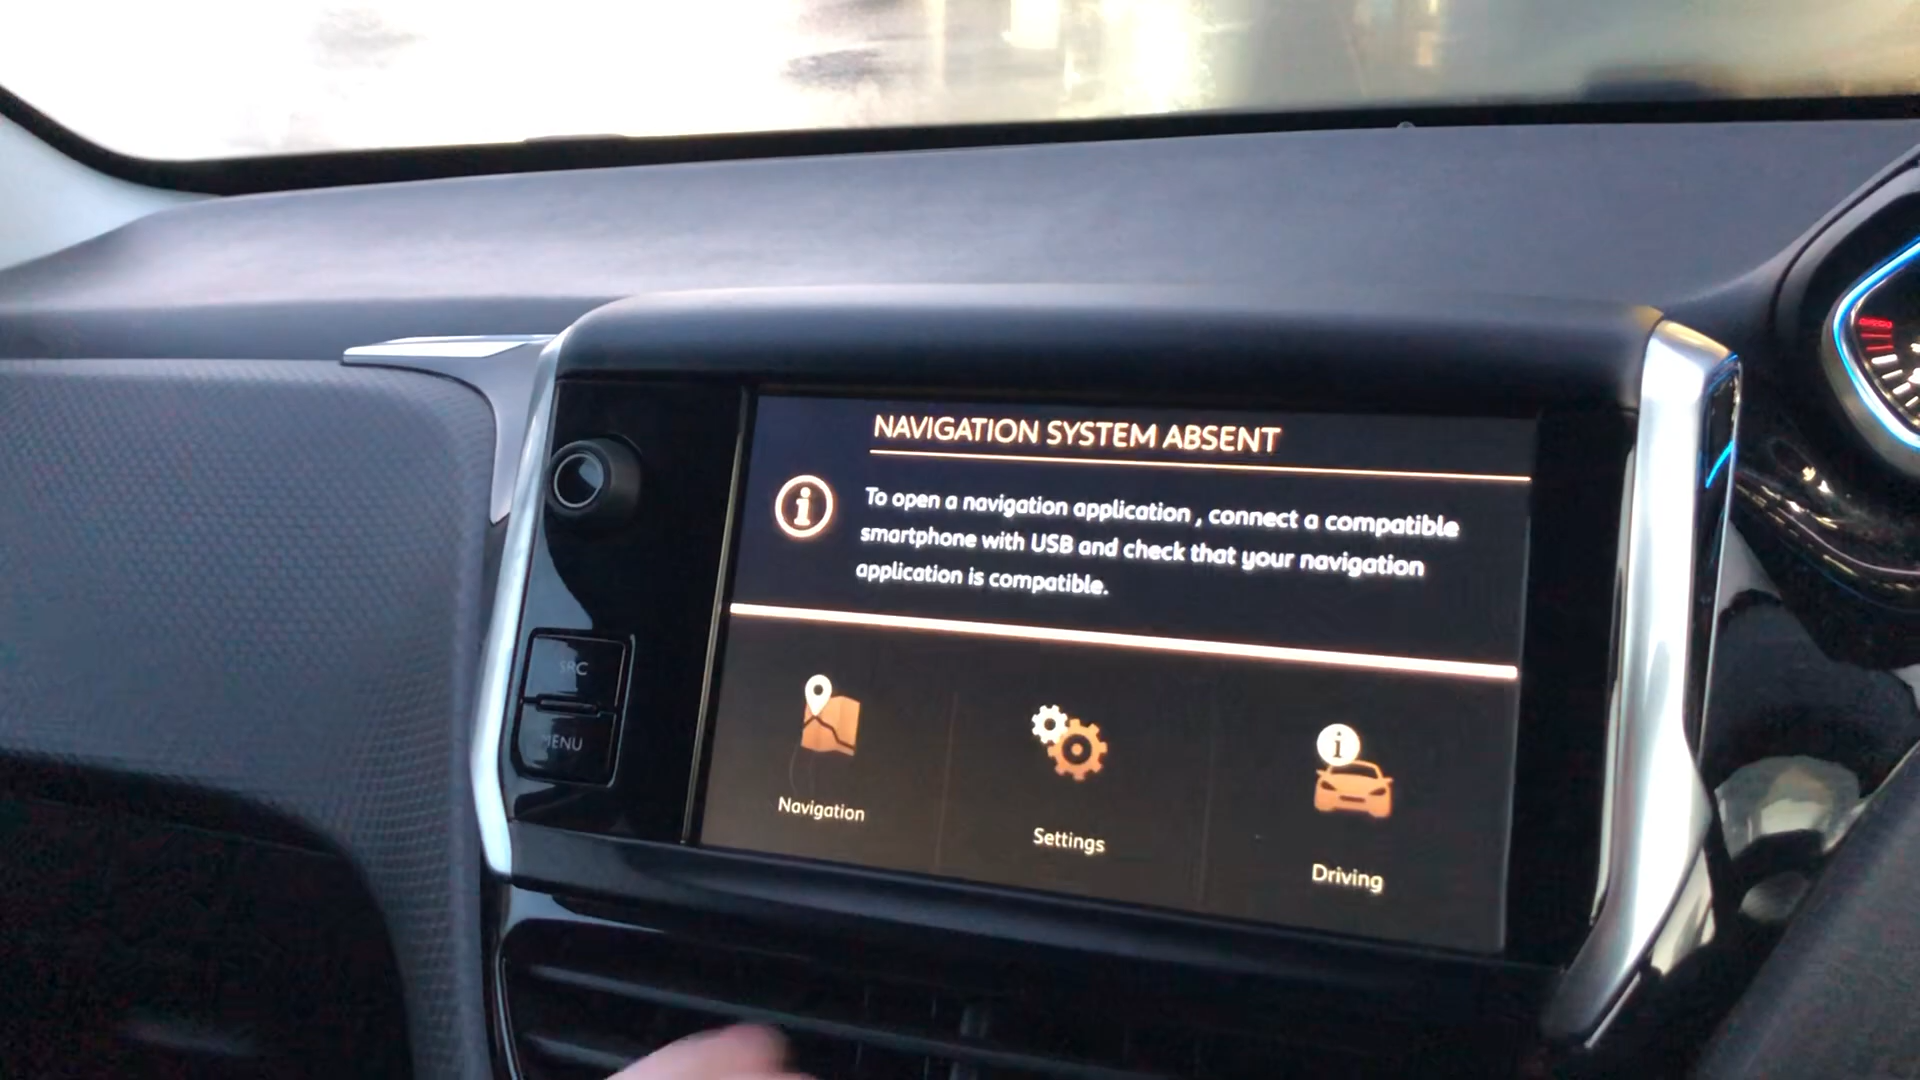 NAVIGATION SYSTEM ABSENT
To open a navigation application , connect a compatible
smartphone with USB and check that your navigation
application is compatible.
SRC
MENU
Navigation
Settings
Driving